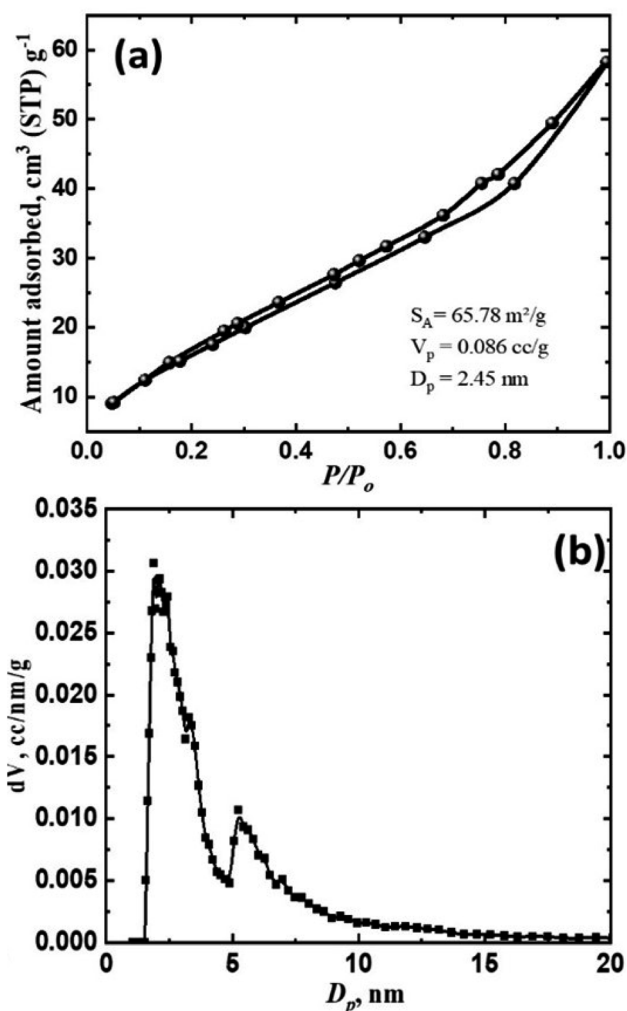 (a)
Amount adsorbed, cm³ (STP) g⁻¹
60
50
40
30
20
10
S_A= 65.78 m²/g
V_p = 0.086 cc/g
D_p = 2.45 nm
0.0 0.2 0.4 0.6 0.8 1.0
P/P_o
(b)
dV, cc/nm/g
0.035
0.030
0.025
0.020
0.015
0.010
0.005
0.000
0 5 10 15 20
D_p, nm